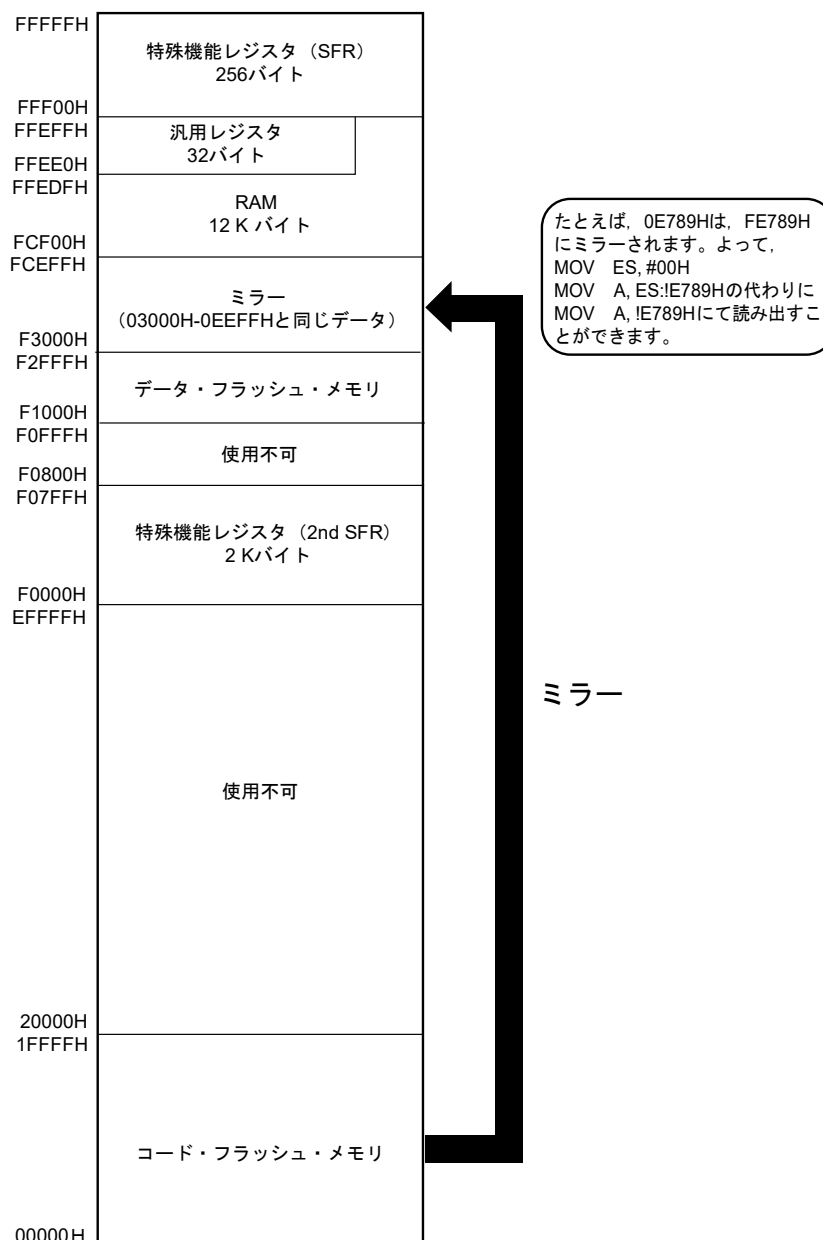 FFFFFH
特殊機能レジスタ（SFR）
256バイト
FFF00H
FFEFFH
汎用レジスタ
32バイト
FFEE0H
FFEDFH
RAM
12 K バイト
FCF00H
FCEFFH
ミラー
（03000H-0EEFFHと同じデータ）
F3000H
F2FFFH
データ・フラッシュ・メモリ
F1000H
F0FFFH
使用不可
F0800H
F07FFH
特殊機能レジスタ（2nd SFR）
2 Kバイト
F0000H
EFFFFH
使用不可
20000H
1FFFFH
コード・フラッシュ・メモリ
00000H
たとえば，0E789Hは，FE789H
にミラーされます。よって，
MOV ES, #00H
MOV A, ES:!E789Hの代わりに
MOV A, !E789Hにて読み出すこ
とができます。
ミラー